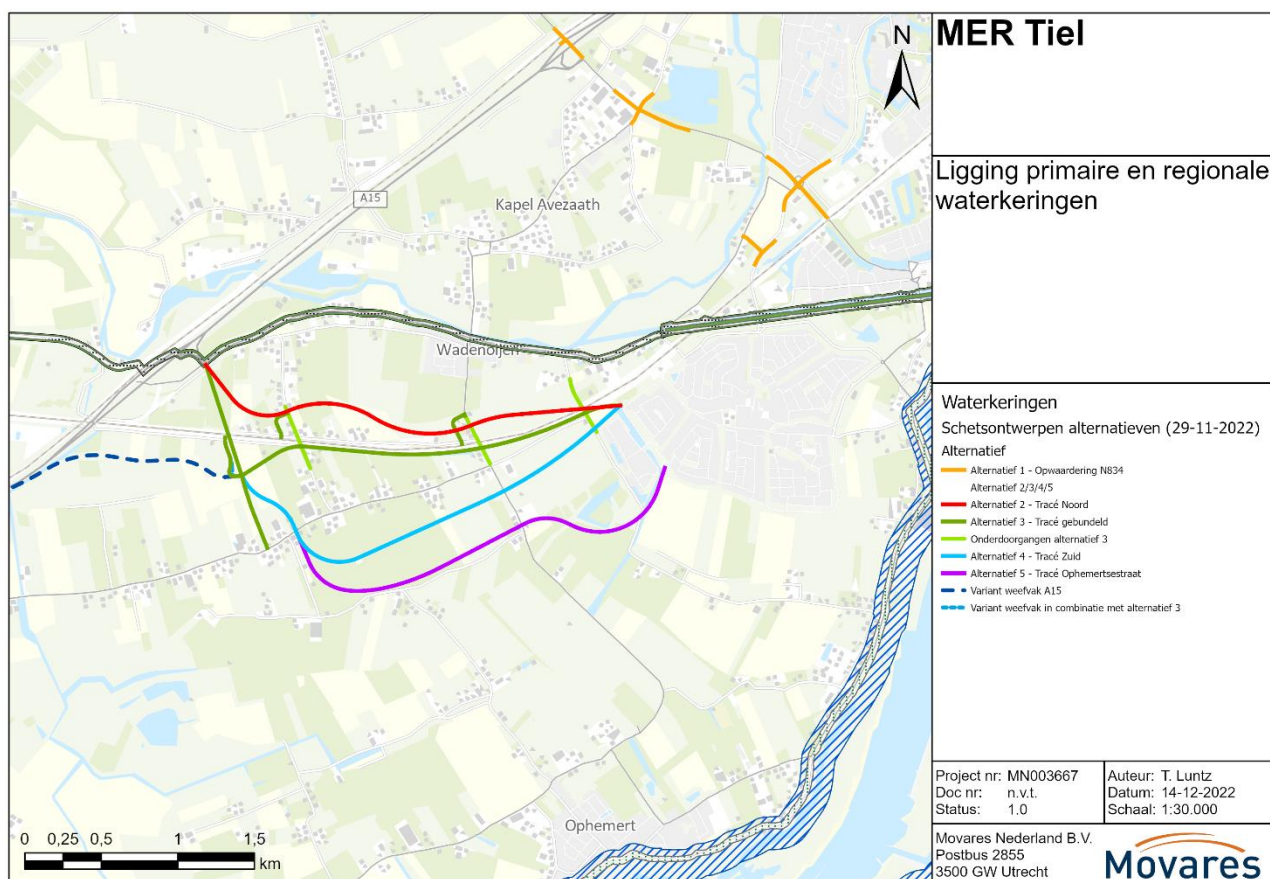 MER Tiel
N
Ligging primaire en regionale
waterkeringen
A15
Kapel Avezaath
Wadenoijen
Ophemert
Waterkeringen
Schetsontwerpen alternatieven (29-11-2022)
Alternatief
Alternatief 1 - Opwaardering N834
Alternatief 2/3/4/5
Alternatief 2 - Tracé Noord
Alternatief 3 - Tracé gebundeld
Onderdoorgangen alternatief 3
Alternatief 4 - Tracé Zuid
Alternatief 5 - Tracé Ophemertsestraat
Variant weefvak A15
Variant weefvak in combinatie met alternatief 3
0 0,25 0,5 1 1,5
km
Project nr: MN003667
Doc nr: n.v.t.
Status: 1.0
Auteur: T. Luntz
Datum: 14-12-2022
Schaal: 1:30.000
Movares Nederland B.V.
Postbus 2855
3500 GW Utrecht
Movares